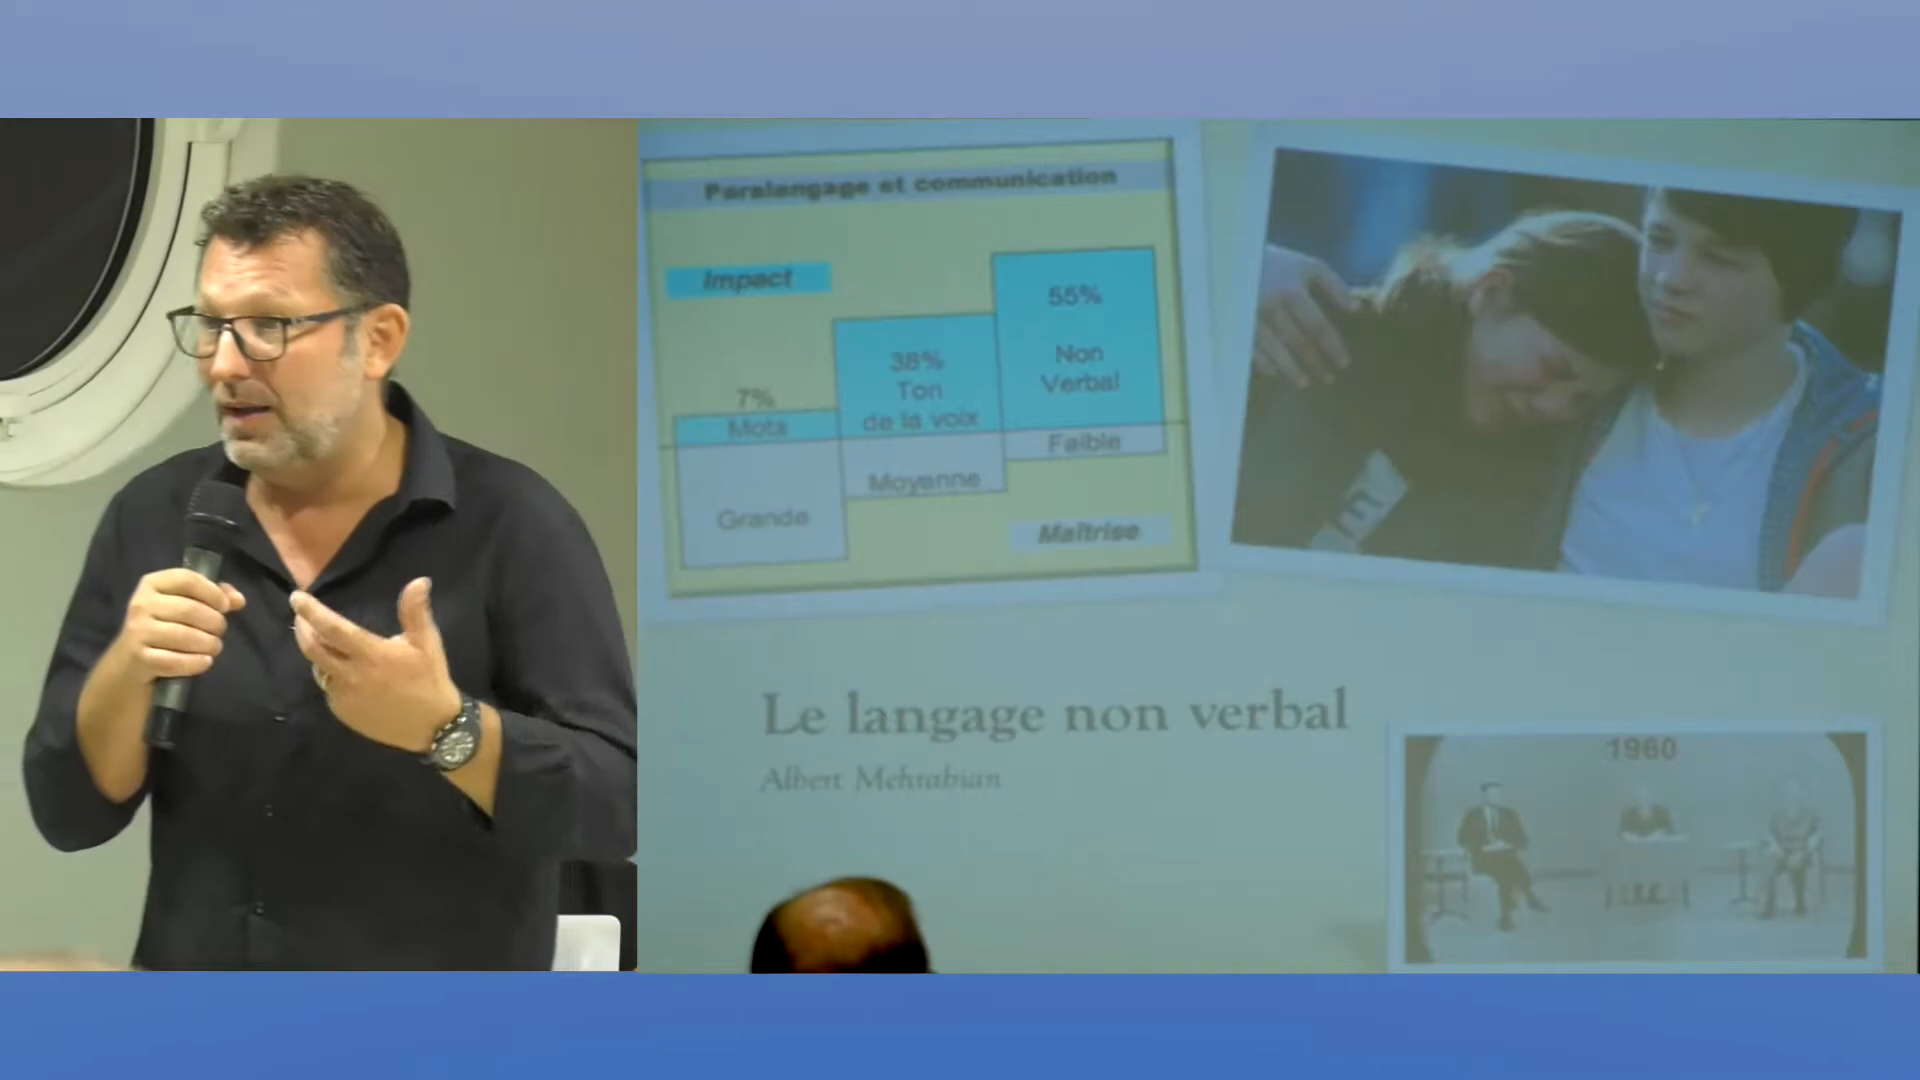 Paralangage et communication
Impact
7%
Mots
Grande
38%
Ton
de la voix
Moyenne
55%
Non
Verbal
Faible
Maîtrise
Le langage non verbal
Albert Mehrabian
1960